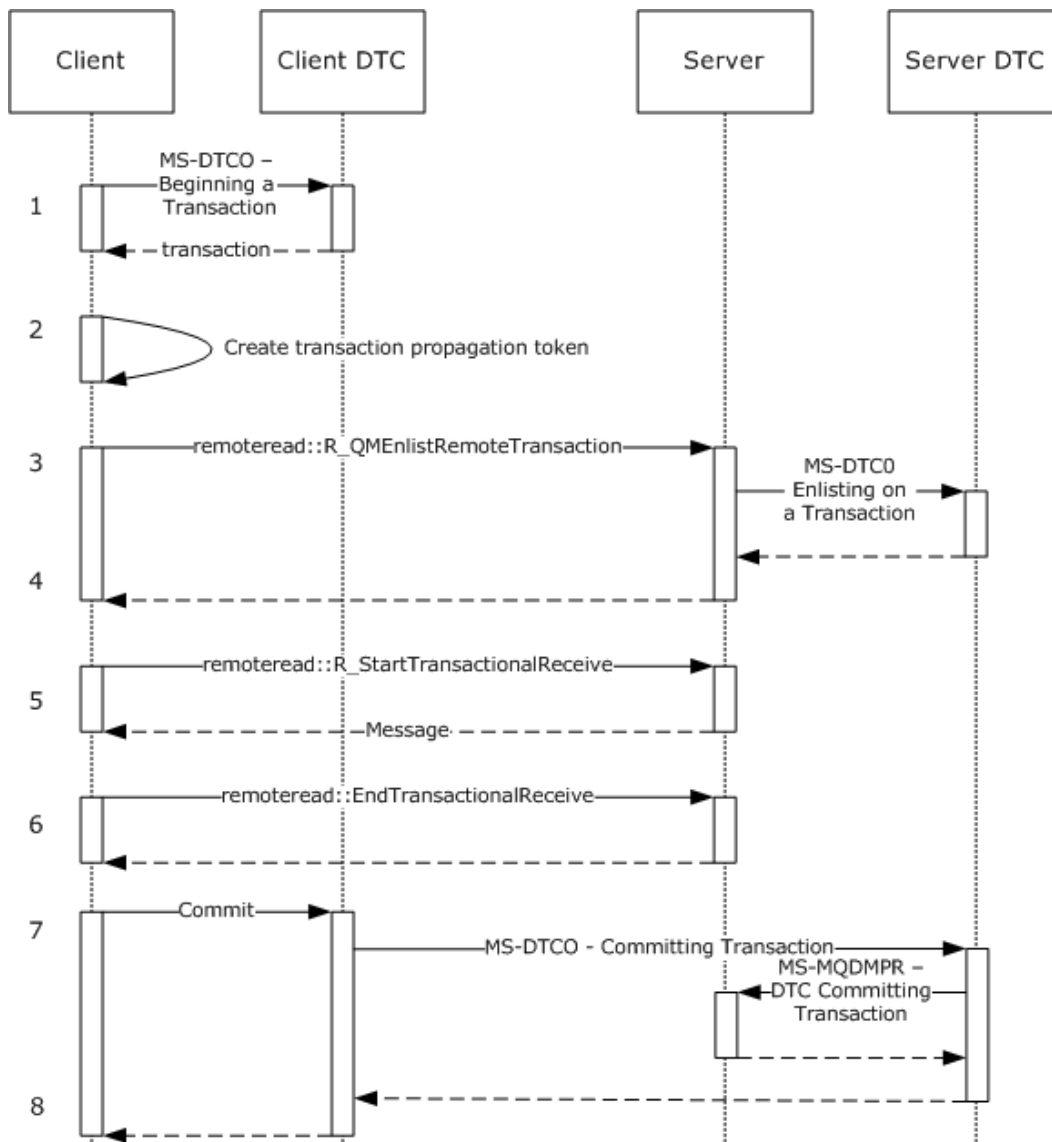 Client
Client DTC
Server
Server DTC
MS-DTCO –
Beginning a
Transaction
1
transaction
2
Create transaction propagation token
remoteread::R_QMEnlistRemoteTransaction
3
MS-DTC0
Enlisting on
a Transaction
4
remoteread::R_StartTransactionalReceive
5
Message
remoteread::EndTransactionalReceive
6
Commit
7
MS-DTCO - Committing Transaction
MS-MQDMPR –
DTC Committing
Transaction
8